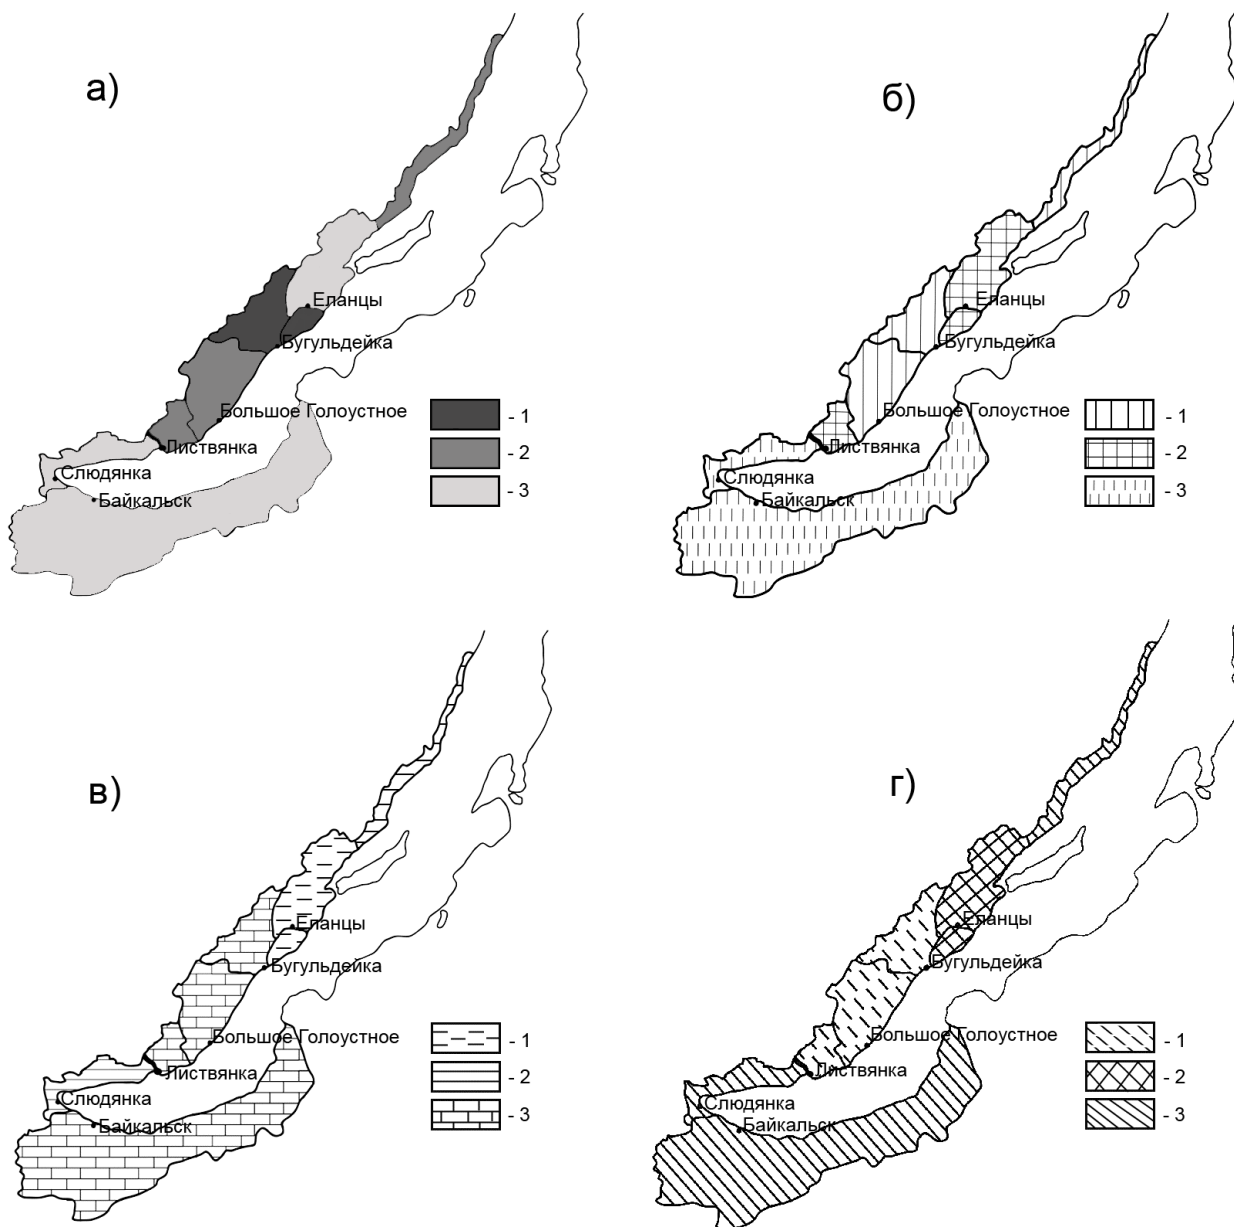 а)
Еланцы
Бугульдейка
Большое Голоустное
Листвянка
Слюдянка
Байкальск
- 1
- 2
- 3
б)
Еланцы
Бугульдейка
Большое Голоустное
Листвянка
Слюдянка
Байкальск
- 1
- 2
- 3
в)
Еланцы
Бугульдейка
Большое Голоустное
Листвянка
Слюдянка
Байкальск
- 1
- 2
- 3
г)
Еланцы
Бугульдейка
Большое Голоустное
Листвянка
Слюдянка
Байкальск
- 1
- 2
- 3